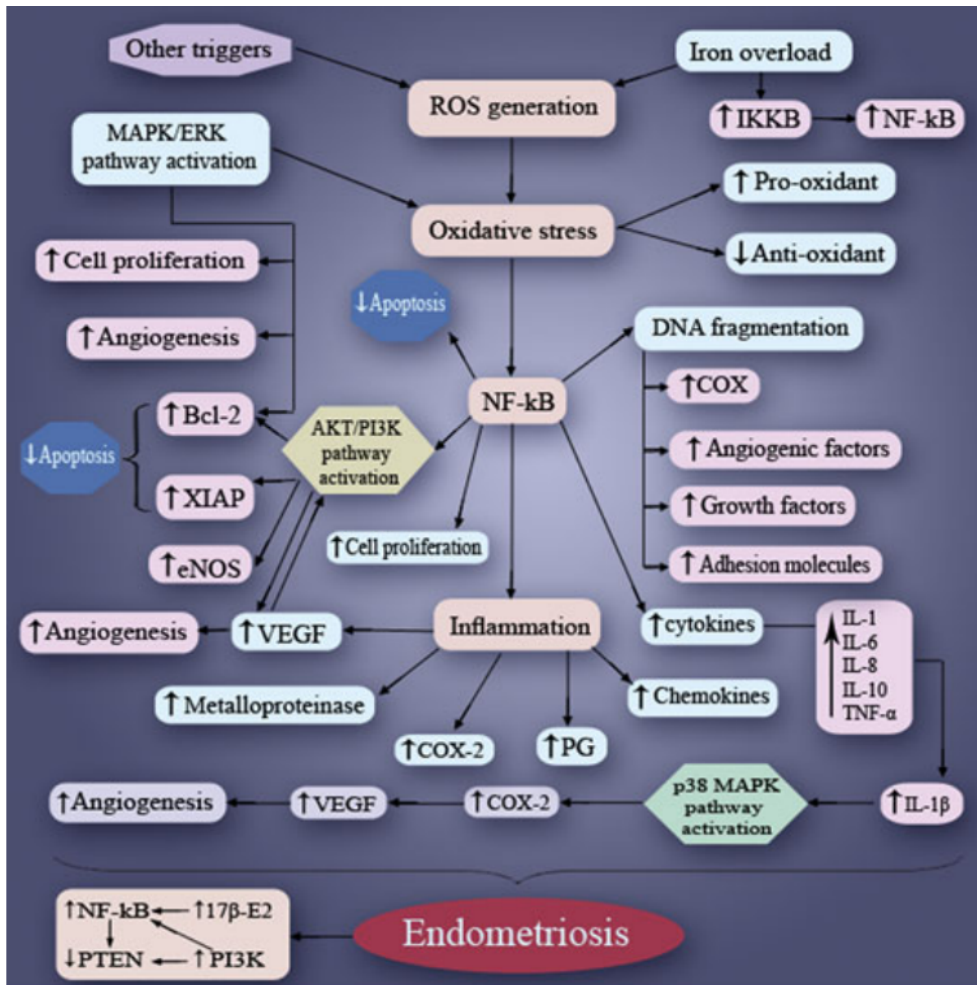 Other triggers
Iron overload
ROS generation
↑IKKB
↑NF-kB
MAPK/ERK
pathway activation
↑Pro-oxidant
Oxidative stress
↓Anti-oxidant
↑Cell proliferation
↓Apoptosis
DNA fragmentation
↑Angiogenesis
↑COX
NF-kB
↑Bcl-2
AKT/PI3K
pathway
activation
↑Angiogenic factors
↓Apoptosis
↑XIAP
↑Growth factors
↑Cell proliferation
↑eNOS
↑Adhesion molecules
↑Angiogenesis
↑VEGF
Inflammation
↑cytokines
IL-1
IL-6
IL-8
IL-10
TNF-α
↑Metalloproteinase
↑Chemokines
↑COX-2
↑PG
↑Angiogenesis
↑VEGF
↑COX-2
p38 MAPK
pathway
activation
↑IL-1β
↑NF-kB
↑17β-E2
↓PTEN
↑PI3K
Endometriosis